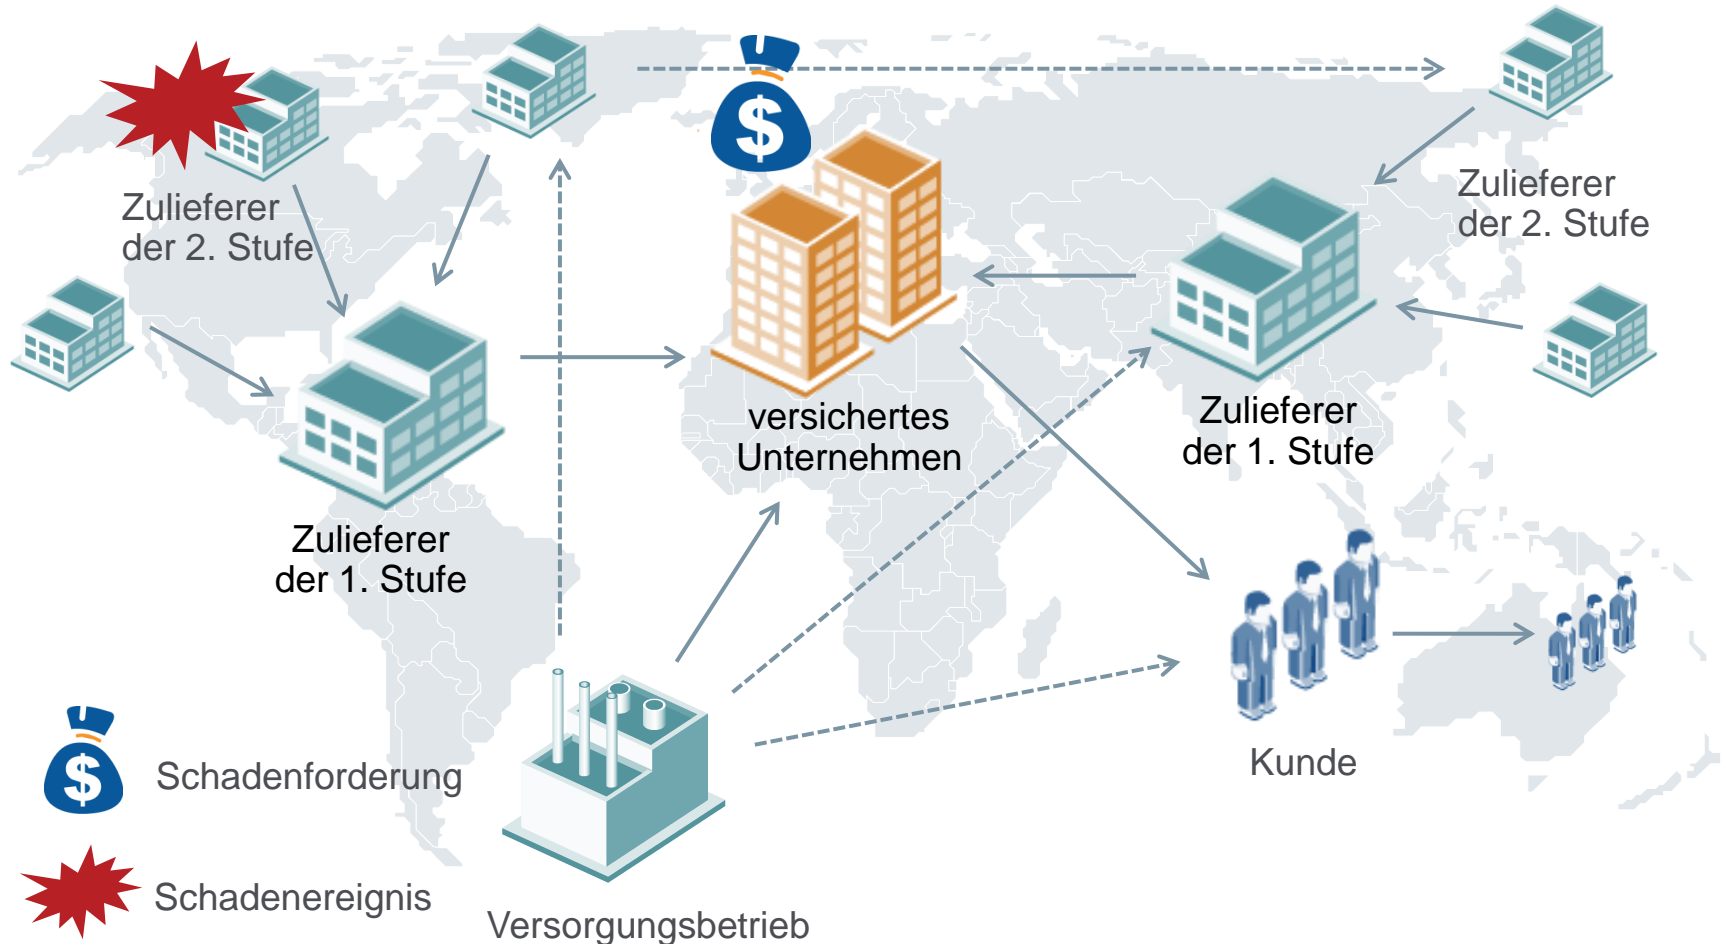 Zulieferer
der 2. Stufe
Zulieferer
der 2. Stufe
versichertes
Unternehmen
Zulieferer
der 1. Stufe
Zulieferer
der 1. Stufe
Kunde
$ Schadenforderung
Schadenereignis
Versorgungsbetrieb
$